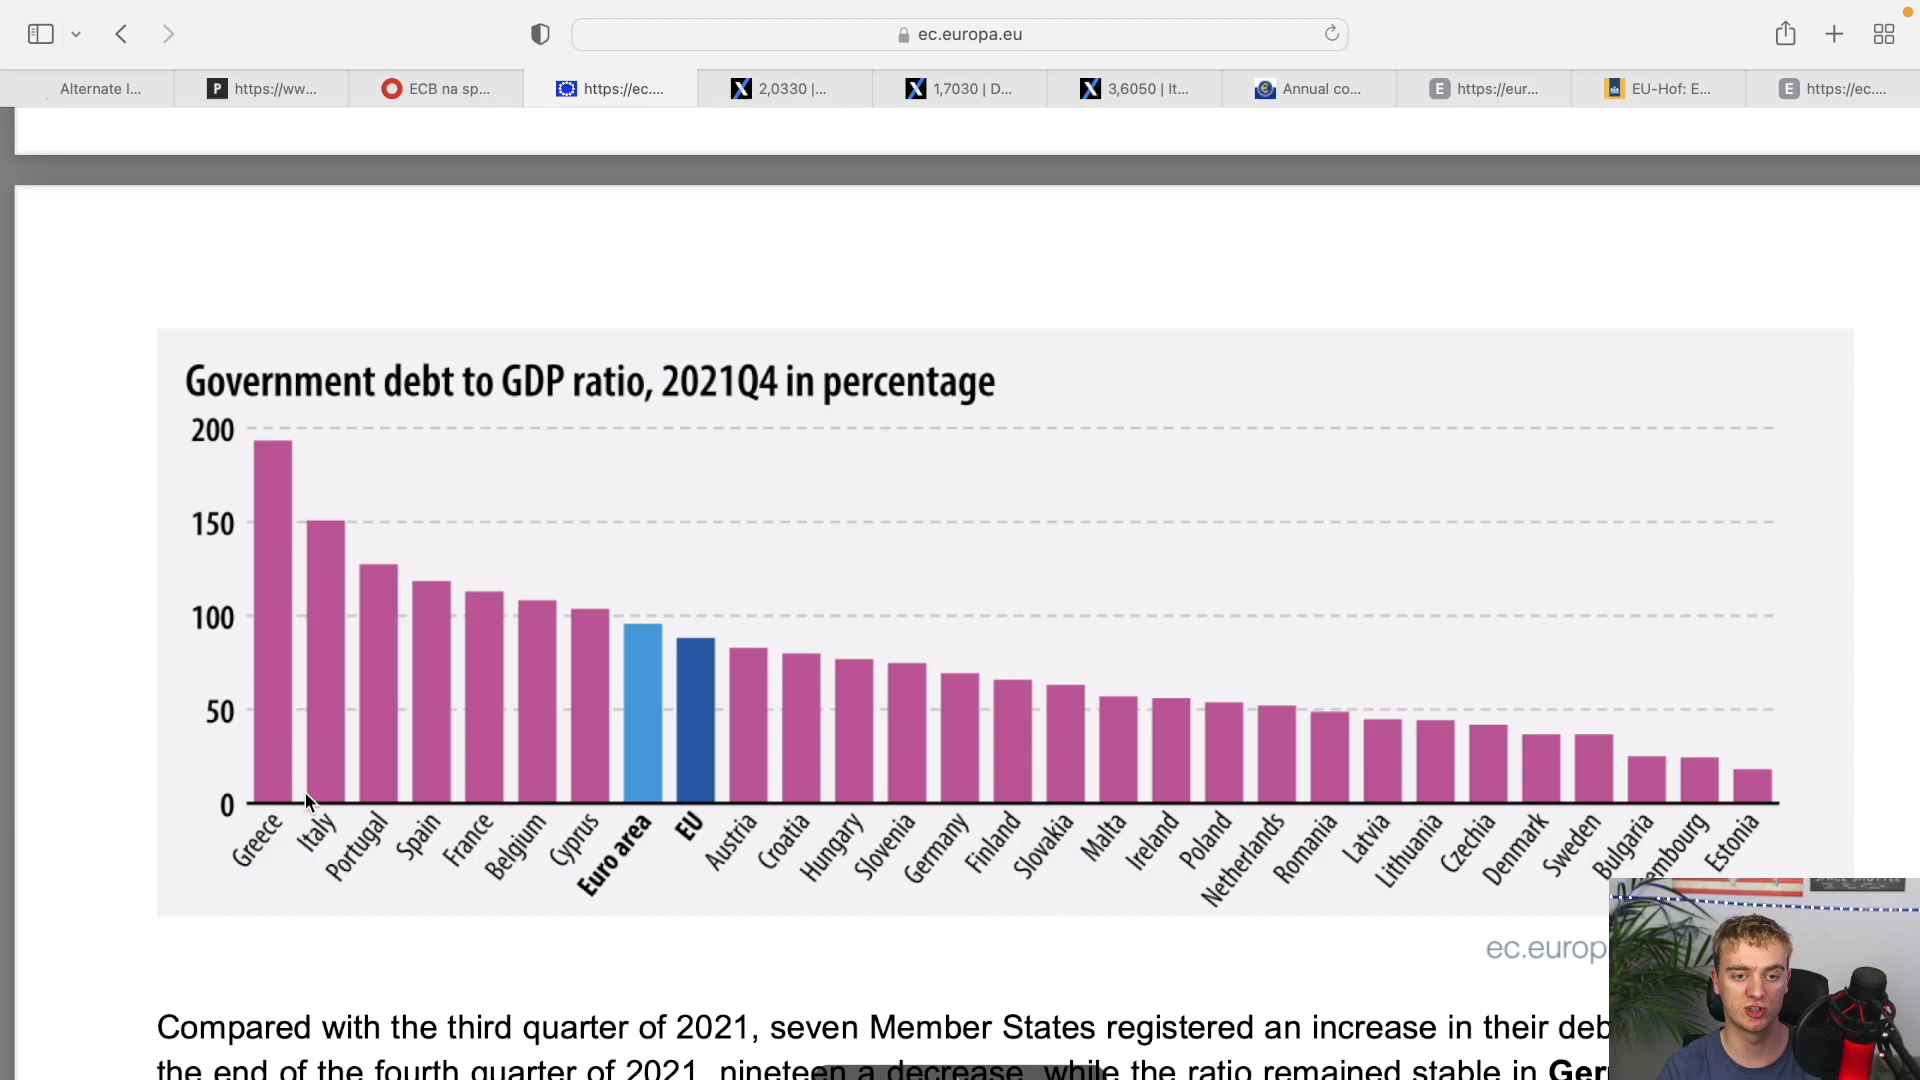 ec.europa.eu
Alternate l...
P https://ww...
ECB na sp...
https://ec....
2,0330 |...
1,7030 | D...
3,6050 | It...
Annual co...
E https://eur...
EU-Hof: E...
E https://ec....
Government debt to GDP ratio, 2021Q4 in percentage
200
150
100
50
0
Greece
Italy
Portugal
Spain
France
Belgium
Cyprus
Euro area
EU
Austria
Croatia
Hungary
Slovenia
Germany
Finland
Slovakia
Malta
Ireland
Poland
Netherlands
Romania
Latvia
Lithuania
Czechia
Denmark
Sweden
Bulgaria
embourg
Estonia
SPACE SHUTTLE
ec.europ
Compared with the third quarter of 2021, seven Member States registered an increase in their deb
the end of the fourth quarter of 2021, nineteen a decrease, while the ratio remained stable in Ger